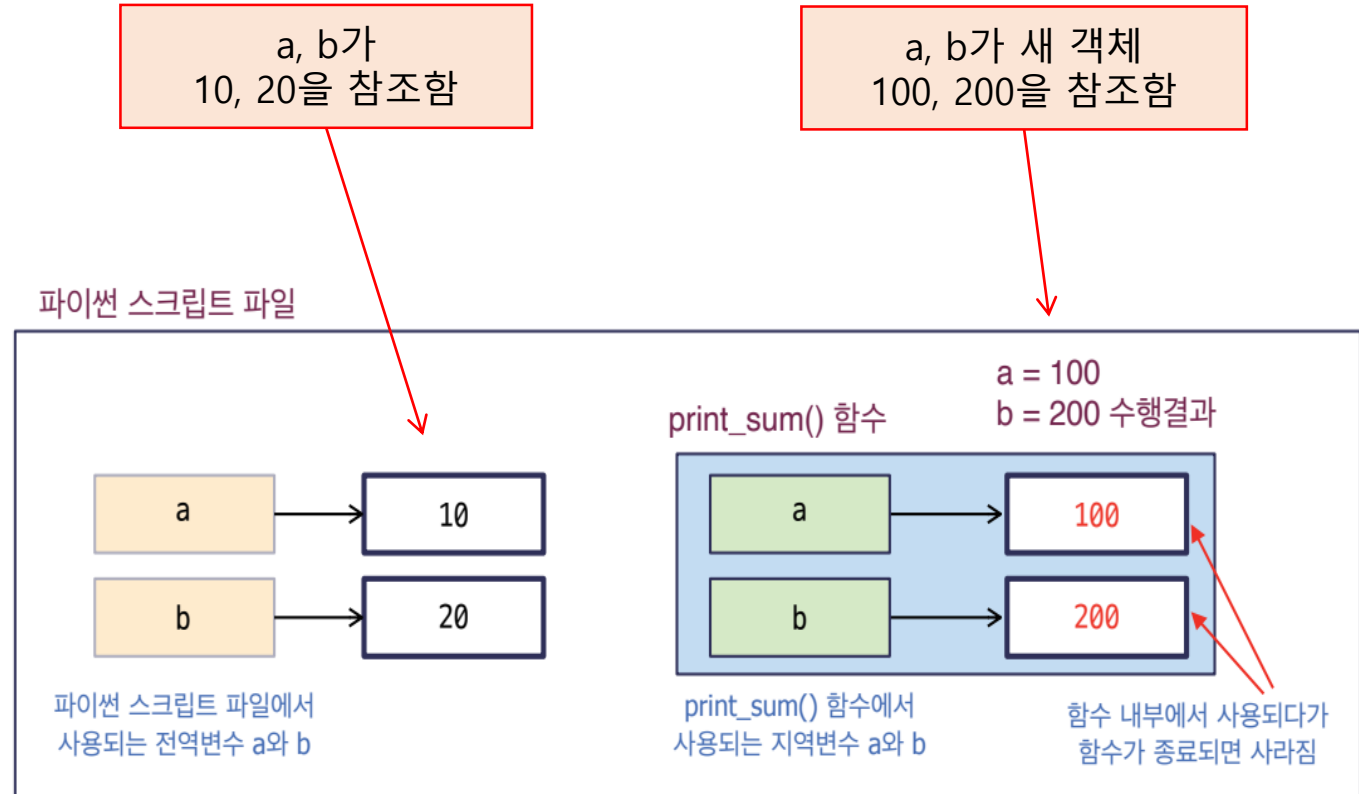 a, b가
10, 20을 참조함
a, b가 새 객체
100, 200을 참조함
파이썬 스크립트 파일
a = 100
b = 200 수행결과
print_sum() 함수
a
10
b
20
a
100
b
200
파이썬 스크립트 파일에서
사용되는 전역변수 a와 b
print_sum() 함수에서
사용되는 지역변수 a와 b
함수 내부에서 사용되다가
함수가 종료되면 사라짐